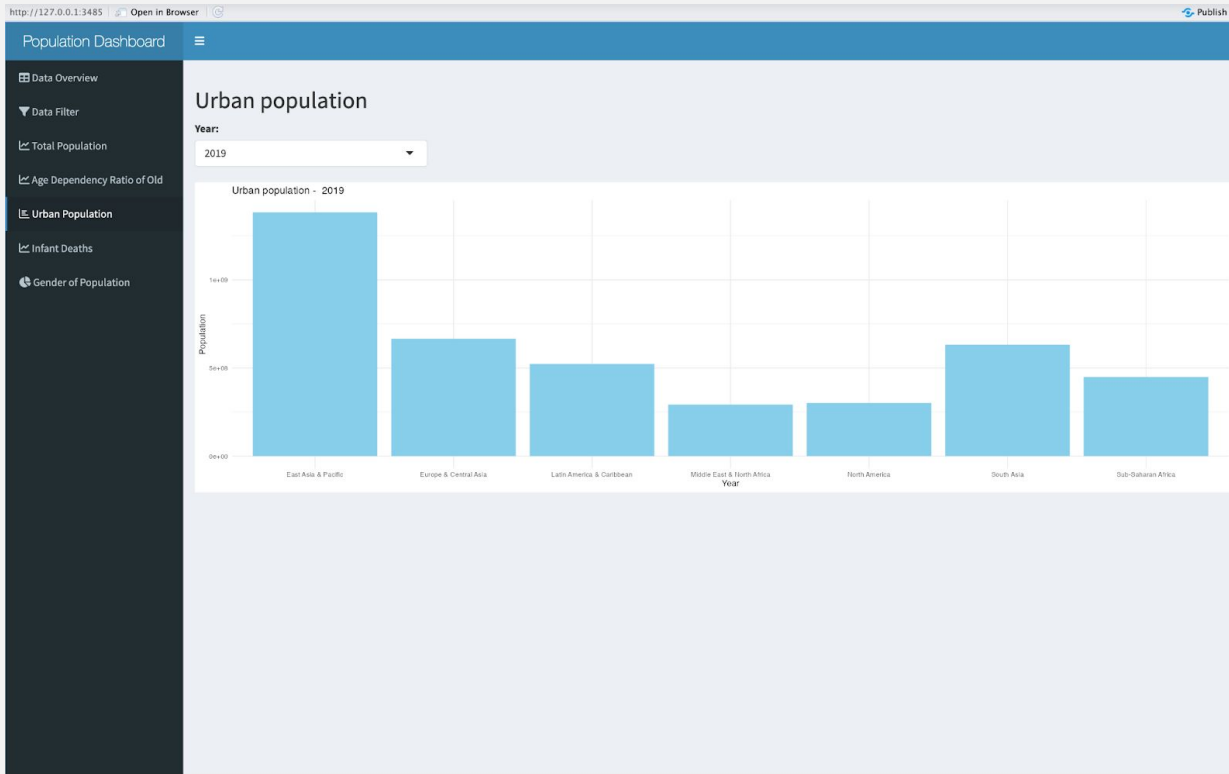 http://127.0.0.1:3485 Open in Browser Publish
Population Dashboard
Data Overview
Data Filter
Total Population
Age Dependency Ratio of Old
Urban Population
Infant Deaths
Gender of Population
Urban population
Year:
2019
Urban population - 2019
Population
1e+09
5e+08
0e+00
East Asia & Pacific Europe & Central Asia Latin America & Caribbean Middle East & North Africa North America South Asia Sub-Saharan Africa
Year